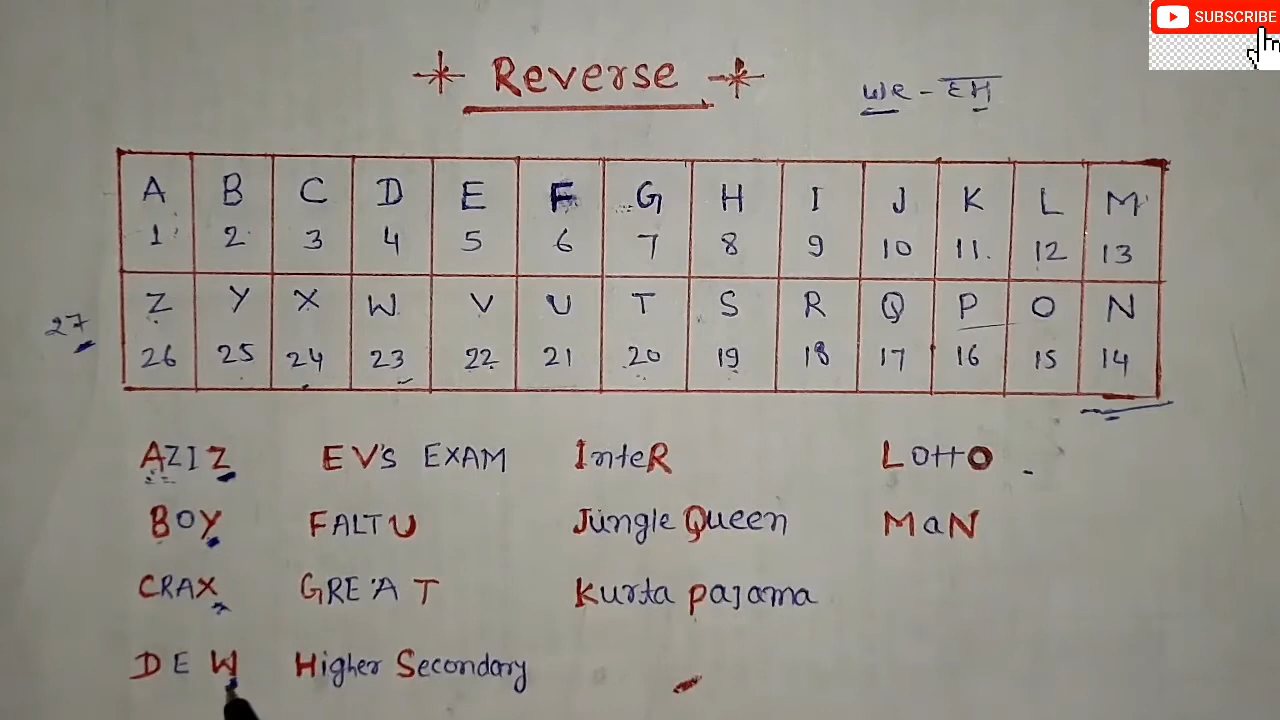 SUBSCRIBE
Reverse
WR - EH
A B C D E F G H I J K L M
1 2 3 4 5 6 7 8 9 10 11. 12 13
Z Y X W V U T S R Q P O N
27
26 25 24 23 22 21 20 19 18 17 16 15 14
AZIZ EV'S EXAM InteR LOttO
BOY FALTU Jungle Queen MaN
CRAX GRE'AT Kurta Pajama
DEW Higher Secondary